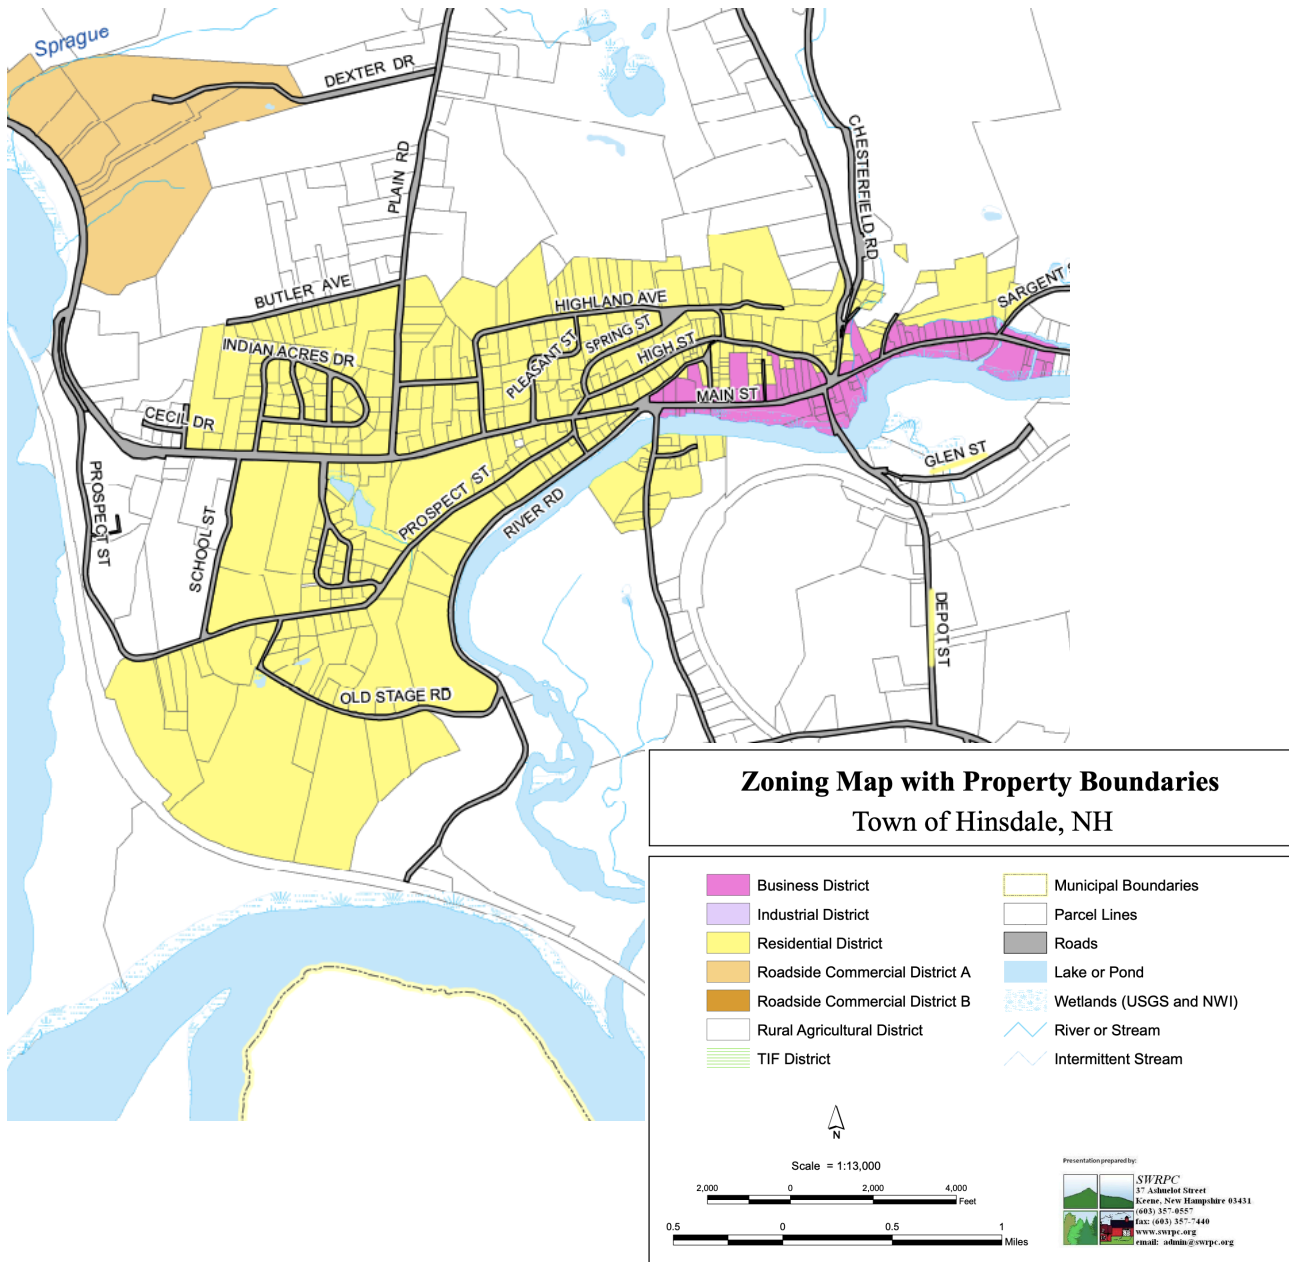 Sprague
DEXTER DR
PLAIN RD
CHESTERFIELD RD
BUTLER AVE
HIGHLAND AVE
SARGENT
INDIAN ACRES DR
PLEASANT ST
SPRING ST
HIGH ST
MAIN ST
CECIL DR
GLEN ST
PROSPECT ST
PROSPECT ST
RIVER RD
SCHOOL ST
DEPOT ST
OLD STAGE RD
Zoning Map with Property Boundaries
Town of Hinsdale, NH
Business District
Industrial District
Residential District
Roadside Commercial District A
Roadside Commercial District B
Rural Agricultural District
TIF District
Municipal Boundaries
Parcel Lines
Roads
Lake or Pond
Wetlands (USGS and NWI)
River or Stream
Intermittent Stream
N
Scale = 1:13,000
2,000 0 2,000 4,000
Feet
0.5 0 0.5 1
Miles
Presentation prepared by:
SWRPC
37 Ashuelot Street
Keene, New Hampshire 03431
(603) 357-0557
fax: (603) 357-7440
www.swrpc.org
email: admin@swrpc.org